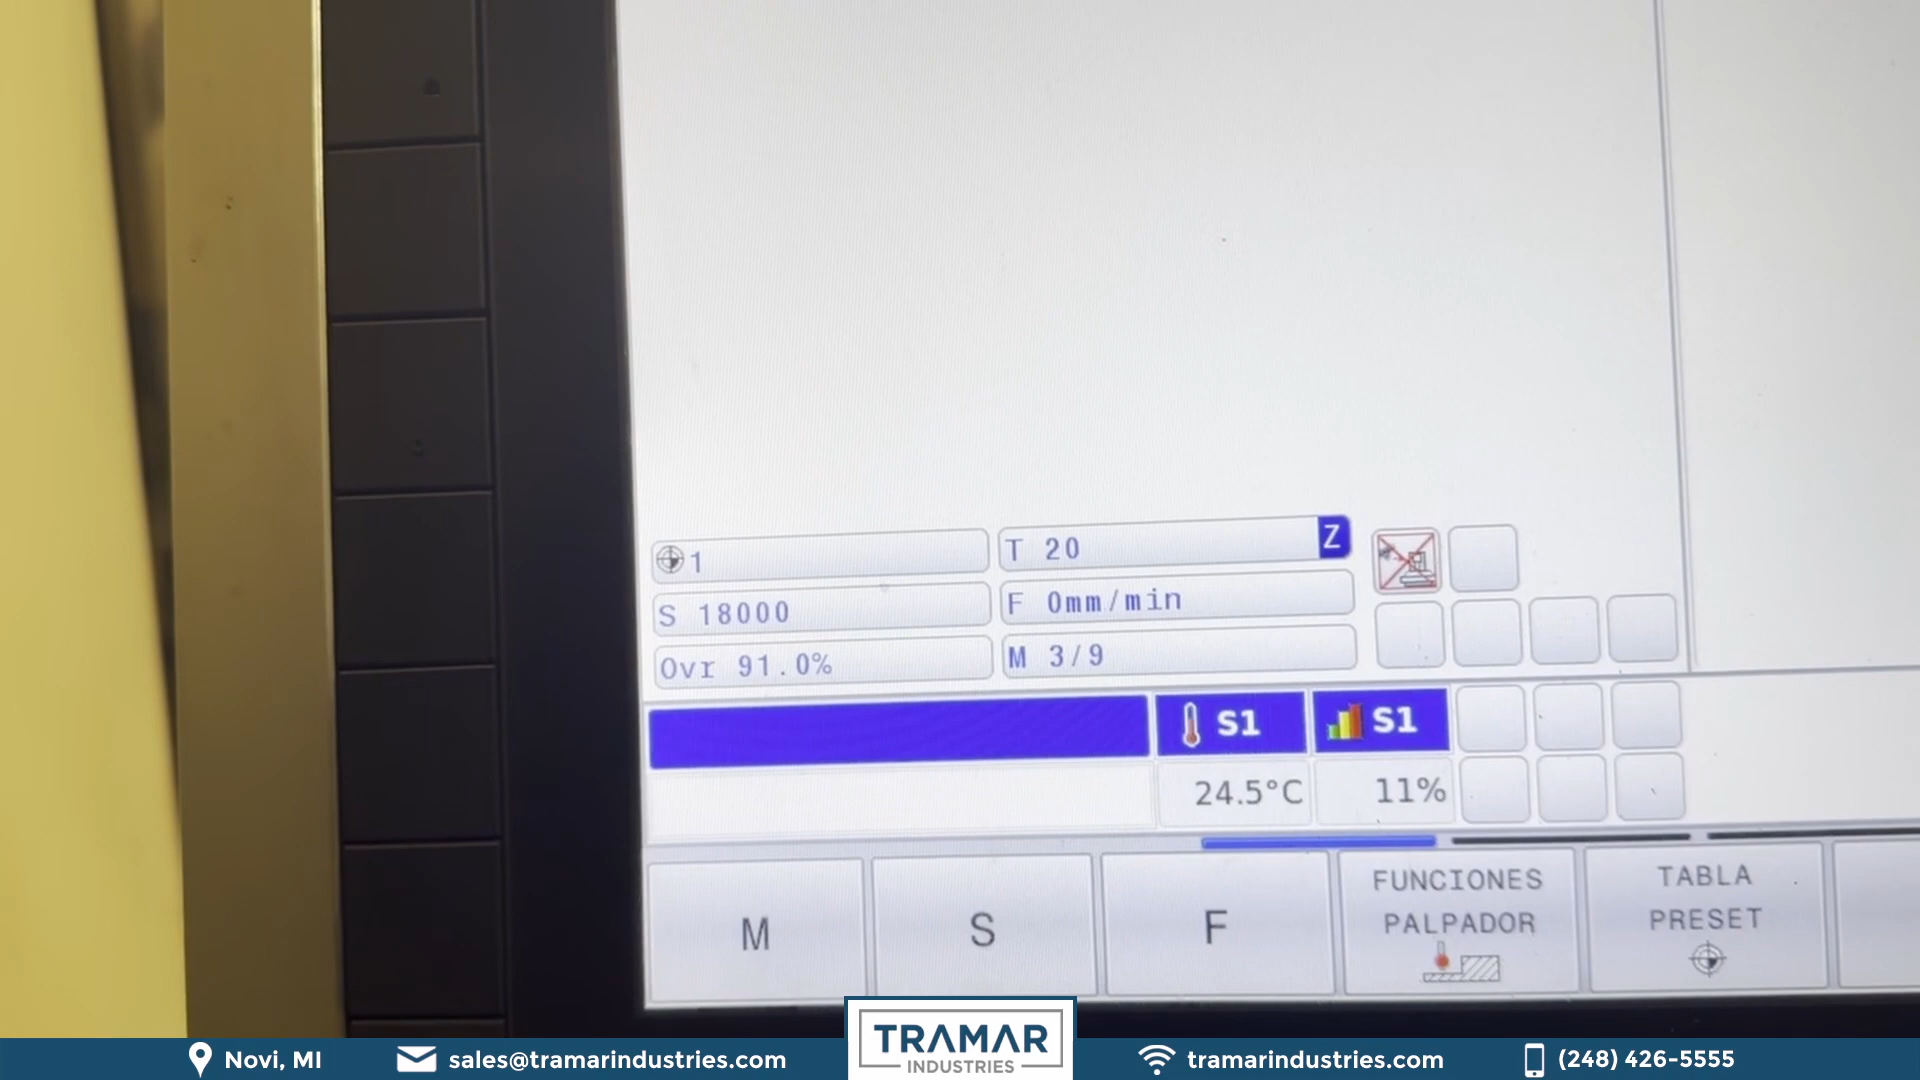 1
T 20 Z
S 18000
F 0mm/min
Ovr 91.0%
M 3/9
S1 S1
24.5°C 11%
M
S
F
FUNCIONES
PALPADOR
TABLA
PRESET
Novi, MI
sales@tramarindustries.com
TRAMAR
INDUSTRIES
tramarindustries.com
(248) 426-5555